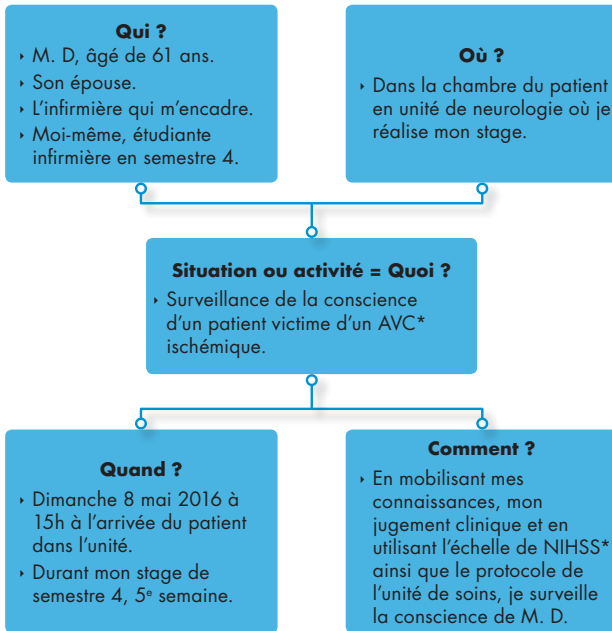 Qui ?
‣ M. D, âgé de 61 ans.
‣ Son épouse.
‣ L'infirmière qui m'encadre.
‣ Moi-même, étudiante
infirmière en semestre 4.
Où ?
‣ Dans la chambre du patient
en unité de neurologie où je
réalise mon stage.
Situation ou activité = Quoi ?
‣ Surveillance de la conscience
d'un patient victime d'un AVC*
ischémique.
Quand ?
‣ Dimanche 8 mai 2016 à
15h à l'arrivée du patient
dans l'unité.
‣ Durant mon stage de
semestre 4, 5e semaine.
Comment ?
‣ En mobilisant mes
connaissances, mon
jugement clinique et en
utilisant l'échelle de NIHSS*
ainsi que le protocole de
l'unité de soins, je surveille
la conscience de M. D.